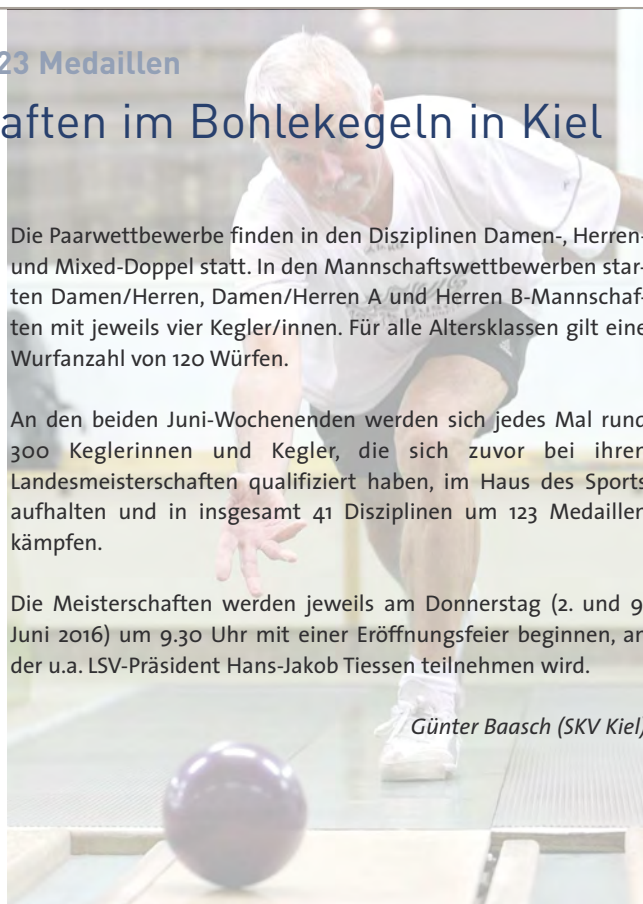 23 Medaillen
aften im Bohlekegeln in Kiel
Die Paarwettbewerbe finden in den Disziplinen Damen-, Herren-
und Mixed-Doppel statt. In den Mannschaftswettbewerben star-
ten Damen/Herren, Damen/Herren A und Herren B-Mannschaf-
ten mit jeweils vier Kegler/innen. Für alle Altersklassen gilt eine
Wurfanzahl von 120 Würfen.
An den beiden Juni-Wochenenden werden sich jedes Mal rund
300 Keglerinnen und Kegler, die sich zuvor bei ihren
Landesmeisterschaften qualifiziert haben, im Haus des Sports
aufhalten und in insgesamt 41 Disziplinen um 123 Medaillen
kämpfen.
Die Meisterschaften werden jeweils am Donnerstag (2. und 9.
Juni 2016) um 9.30 Uhr mit einer Eröffnungsfeier beginnen, an
der u.a. LSV-Präsident Hans-Jakob Tiessen teilnehmen wird.
Günter Baasch (SKV Kiel)